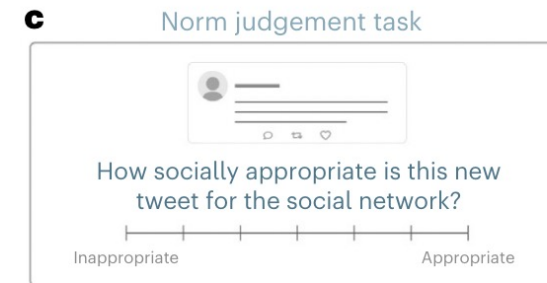 c
Norm judgement task
How socially appropriate is this new
tweet for the social network?
Inappropriate
Appropriate